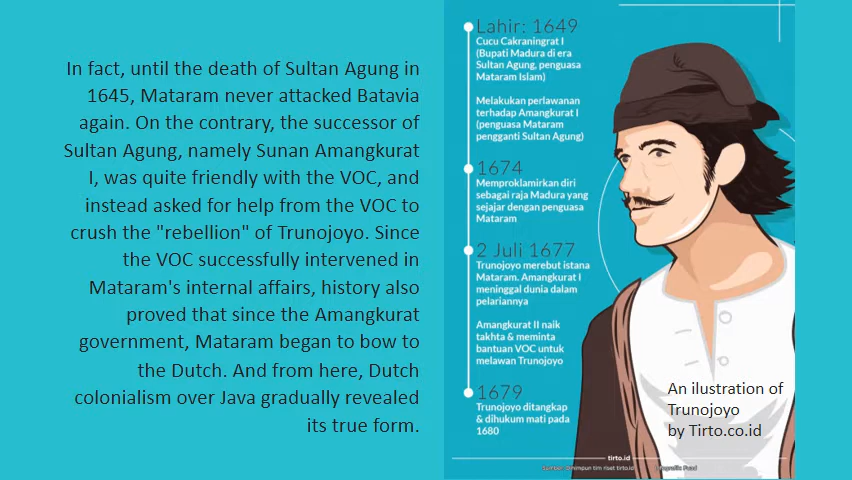 In fact, until the death of Sultan Agung in
1645, Mataram never attacked Batavia
again. On the contrary, the successor of
Sultan Agung, namely Sunan Amangkurat
I, was quite friendly with the VOC, and
instead asked for help from the VOC to
crush the "rebellion" of Trunojoyo. Since
the VOC successfully intervened in
Mataram's internal affairs, history also
proved that since the Amangkurat
government, Mataram began to bow to
the Dutch. And from here, Dutch
colonialism over Java gradually revealed
its true form.
Lahir: 1649
Cucu Cakraningrat I
(Bupati Madura di era
Sultan Agung, penguasa
Mataram Islam)
Melakukan perlawanan
terhadap Amangkurat I
(penguasa Mataram
pengganti Sultan Agung)
1674
Memproklamirkan diri
sebagai raja Madura yang
sejajar dengan penguasa
Mataram
2 Juli 1677
Trunojoyo merebut istana
Mataram. Amangkurat I
meninggal dunia dalam
pelariannya
Amangkurat II naik
takhta & meminta
bantuan VOC untuk
melawan Trunojoyo
1679
Trunojoyo ditangkap
& dihukum mati pada
1680
An ilustration of
Trunojoyo
by Tirto.co.id
tirto.id
dihimpun tim riset tirto.id